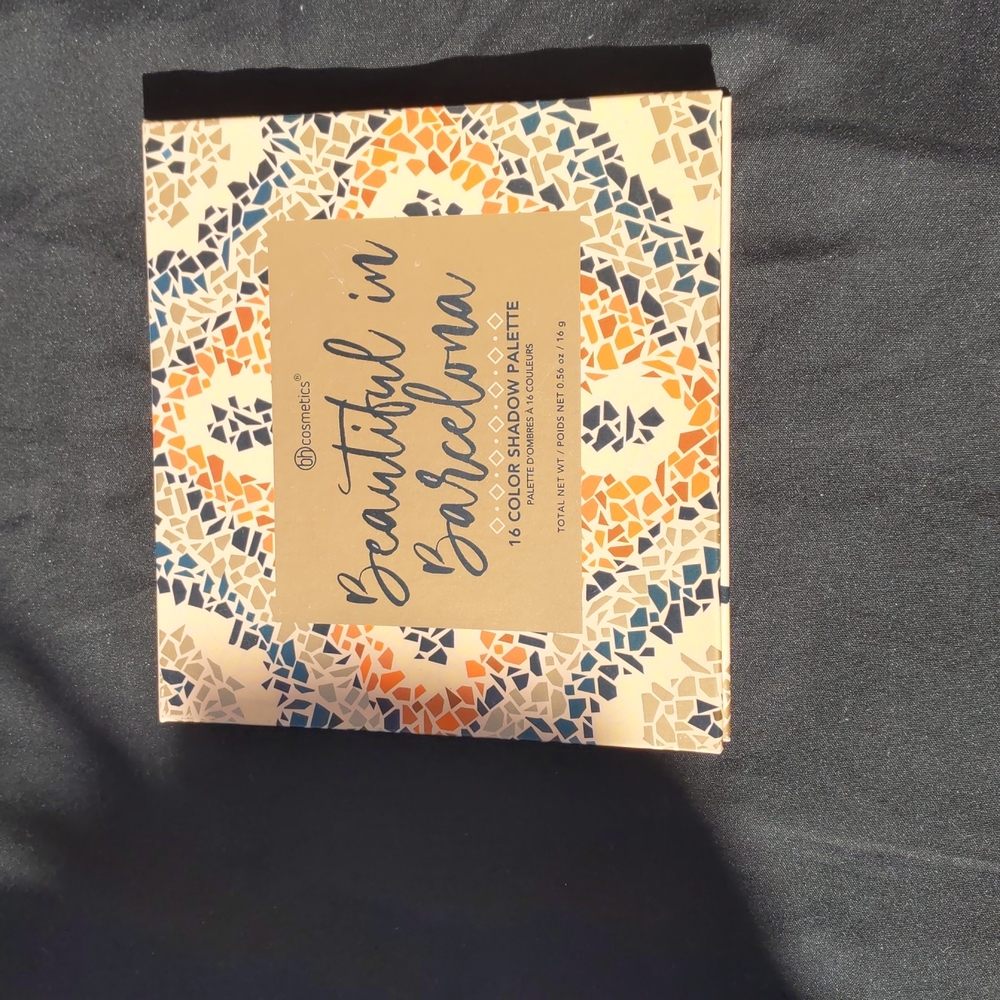 bh cosmetics®
Beautiful in
Barcelona
16 COLOR SHADOW PALETTE
PALETTE D'OMBRES À 16 COULEURS
TOTAL NET WT / POIDS NET 0.56 oz / 16 g